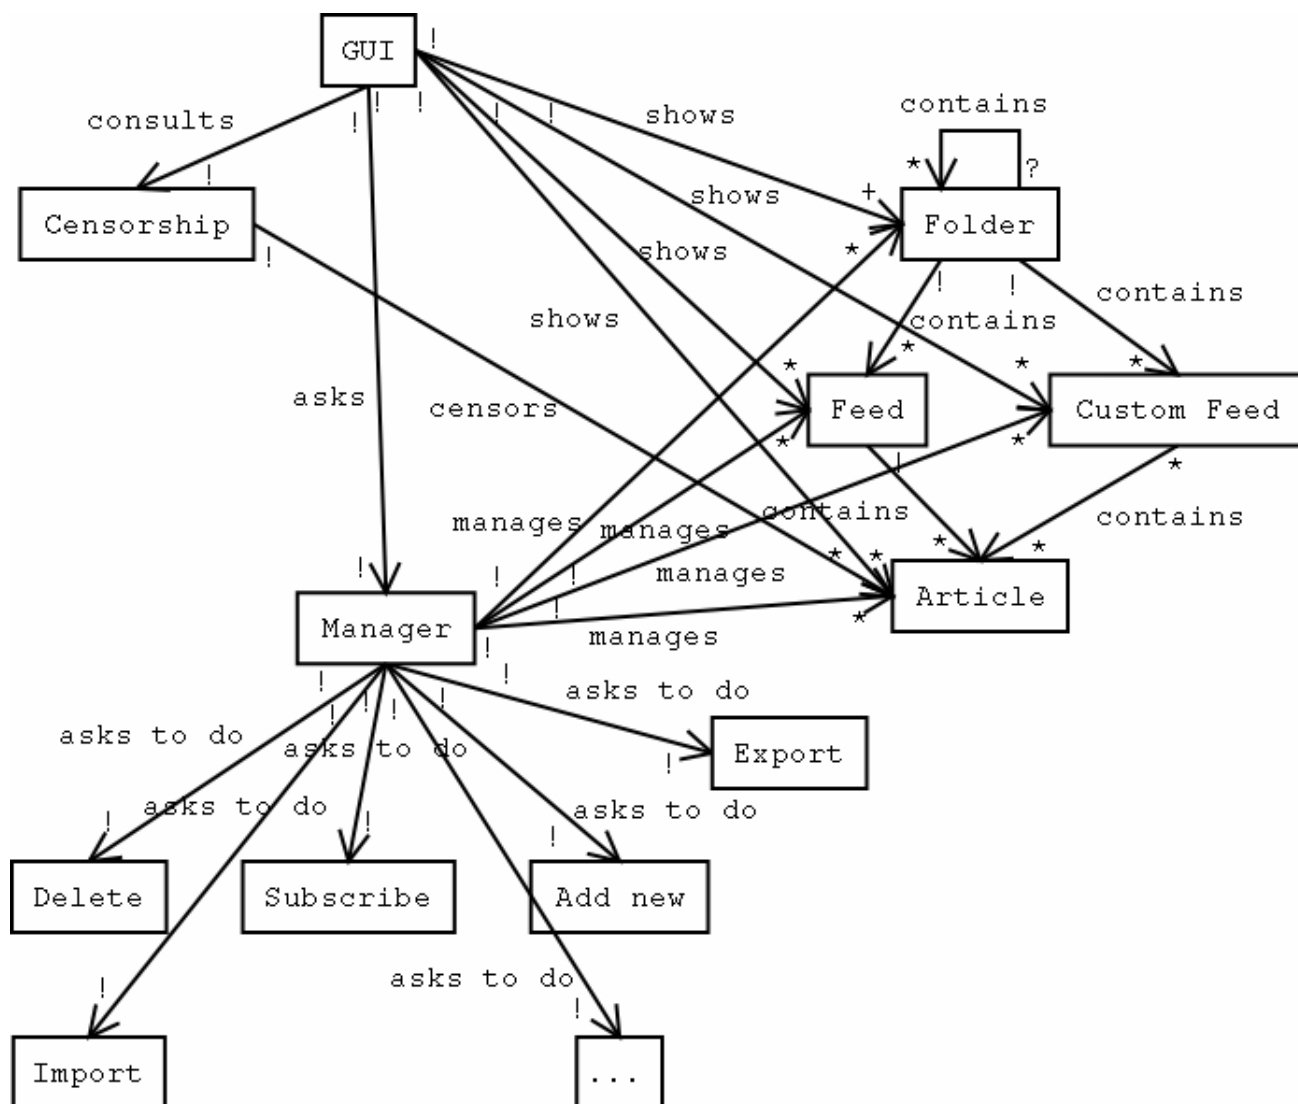 GUI
!
! ! ! ! !
!
shows
contains
consults
* ?
!
shows
+
Censorship
Folder
!
shows
*
! !
contains
contains
shows
* * * *
asks
censors
Feed
Custom Feed
* *
! *
contains
contains
manages
manages
* * * * *
! ! !
manages
Article
!
*
Manager
manages
!
! !
asks to do
! ! ! !
asks to do
asks to do
Export
!
asks to do
asks to do
! ! !
Delete
Subscribe
Add new
asks to do
! !
Import
...